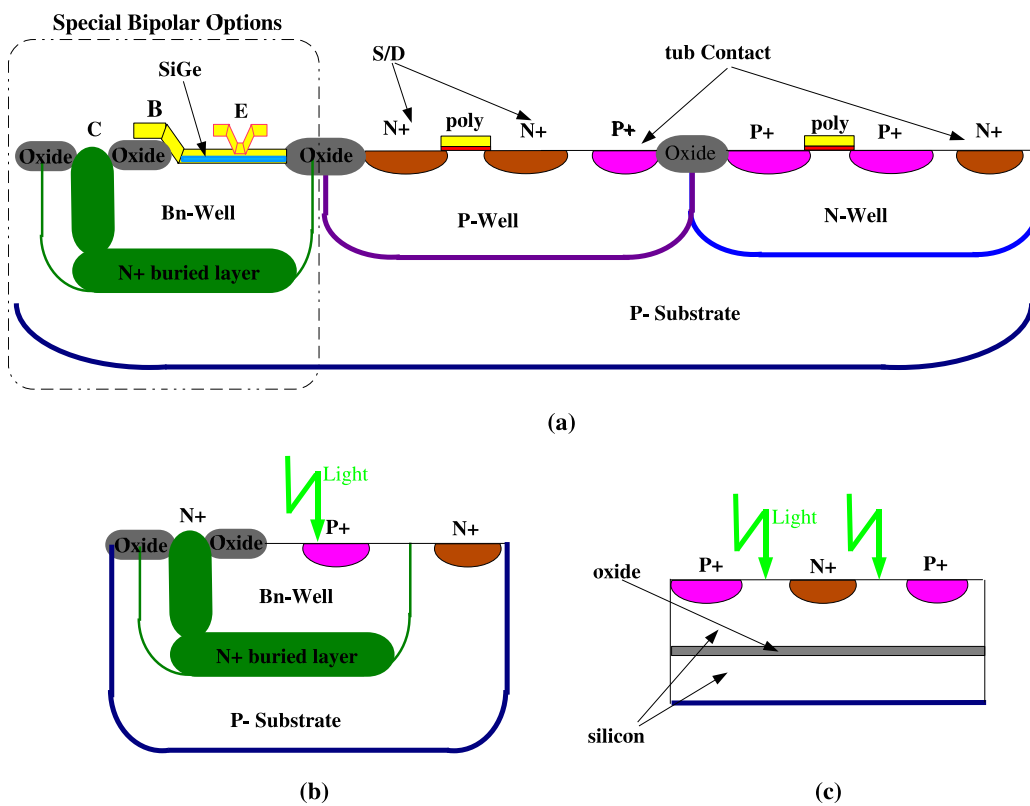 Special Bipolar Options
SiGe
S/D
tub Contact
B
E
C
N+
poly
N+
P+
P+
poly
P+
N+
Oxide
Oxide
Oxide
Oxide
Bn-Well
P-Well
N-Well
N+ buried layer
P- Substrate
(a)
Light
N+
P+
N+
Oxide
Oxide
Bn-Well
N+ buried layer
P- Substrate
(b)
Light
P+
N+
P+
oxide
silicon
(c)